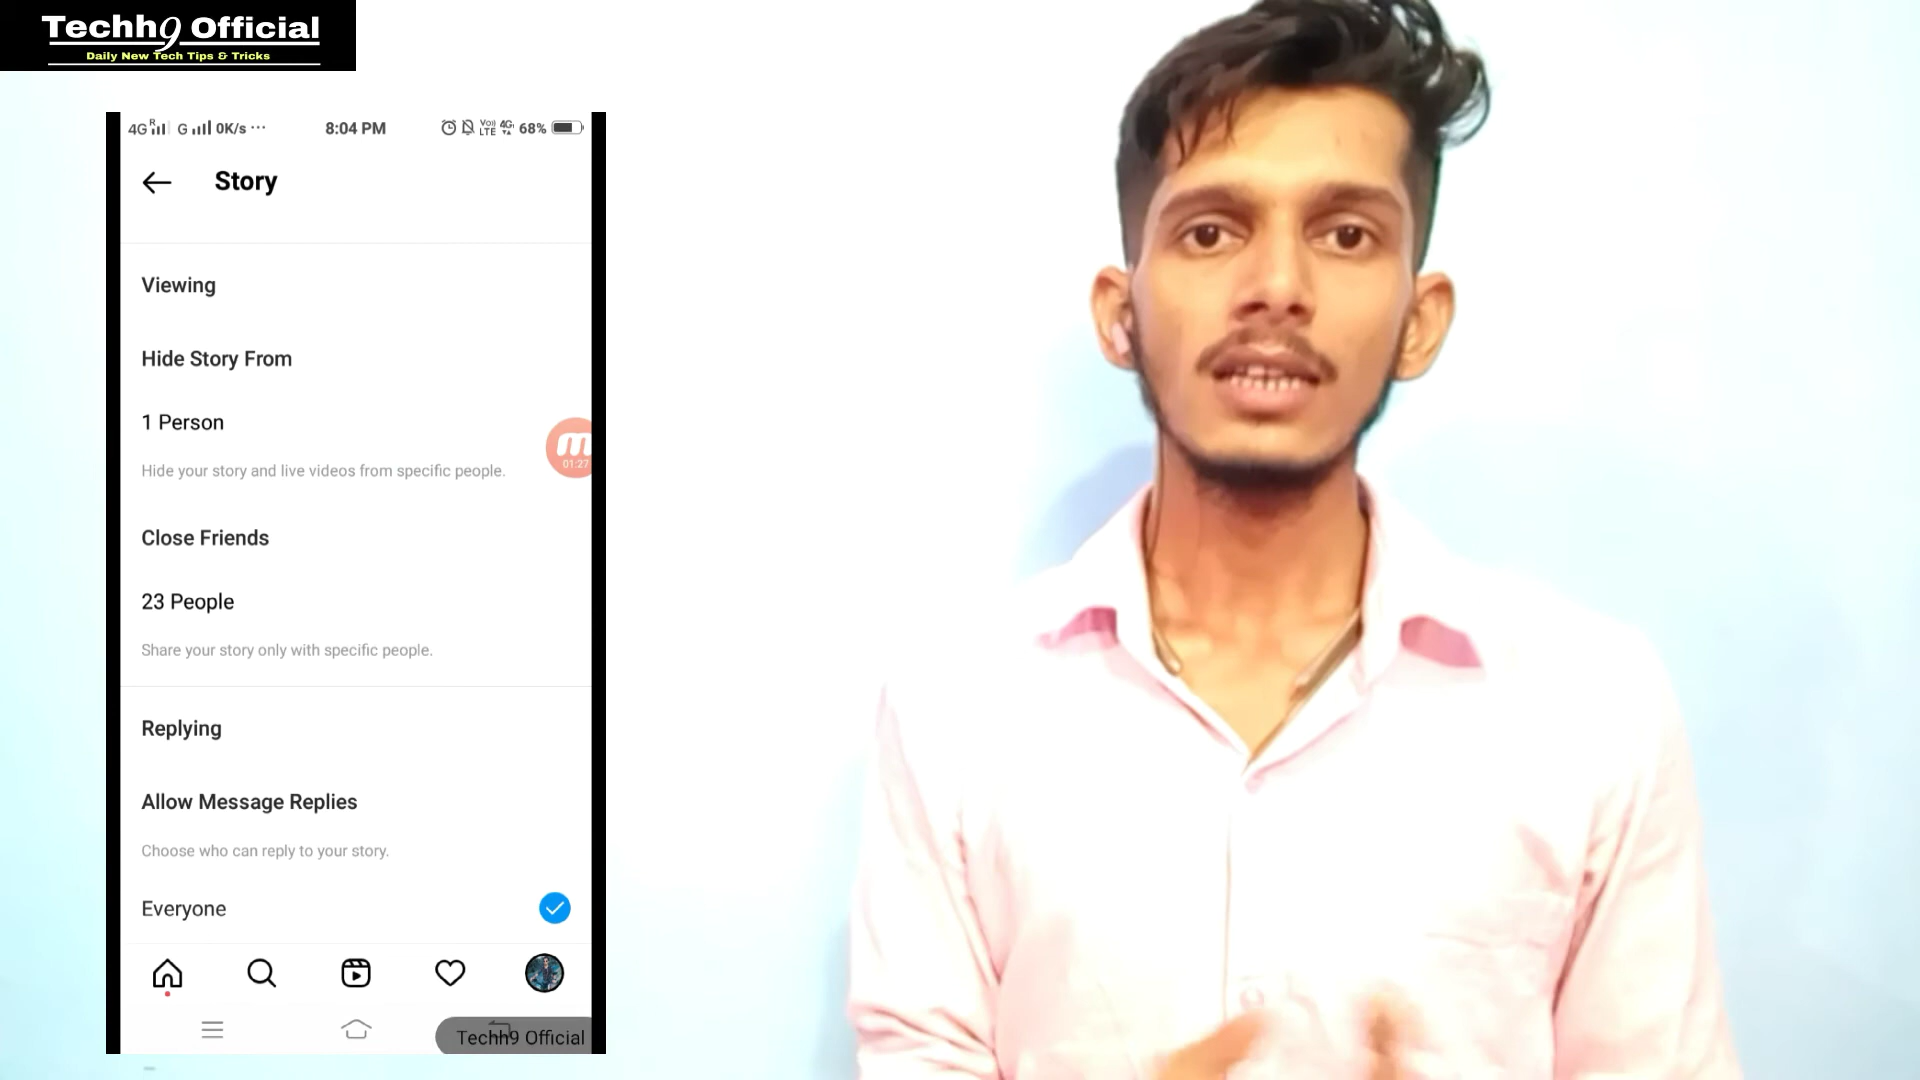 Techh9 Official
Daily New Tech Tips & Tricks
4G R G 0K/s ... 8:04 PM VoLTE 4G 68%
Story
Viewing
Hide Story From
1 Person
01:27
Hide your story and live videos from specific people.
Close Friends
23 People
Share your story only with specific people.
Replying
Allow Message Replies
Choose who can reply to your story.
Everyone
Techh9 Official